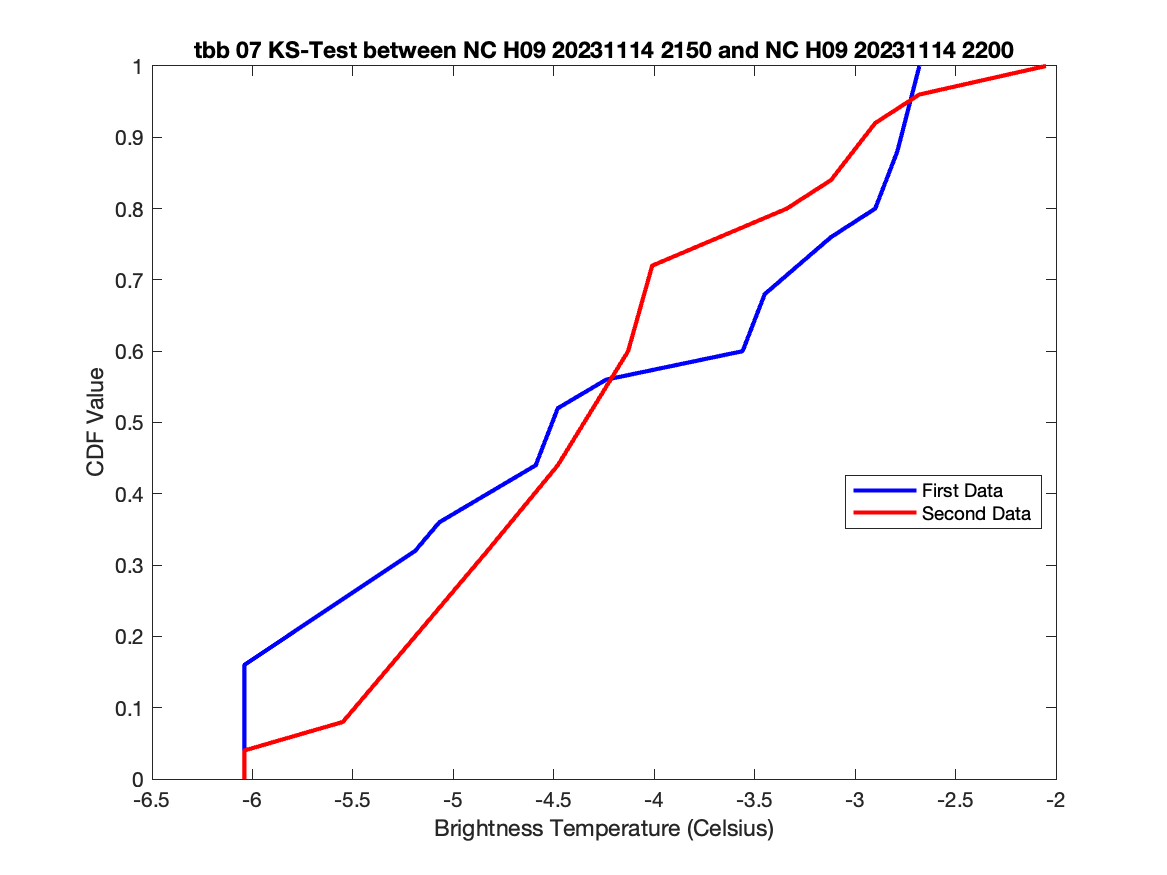 tbb 07 KS-Test between NC H09 20231114 2150 and NC H09 20231114 2200
1
0.9
0.8
0.7
0.6
0.5
0.4
0.3
0.2
0.1
0
CDF Value
First Data
Second Data
-6.5 -6 -5.5 -5 -4.5 -4 -3.5 -3 -2.5 -2
Brightness Temperature (Celsius)